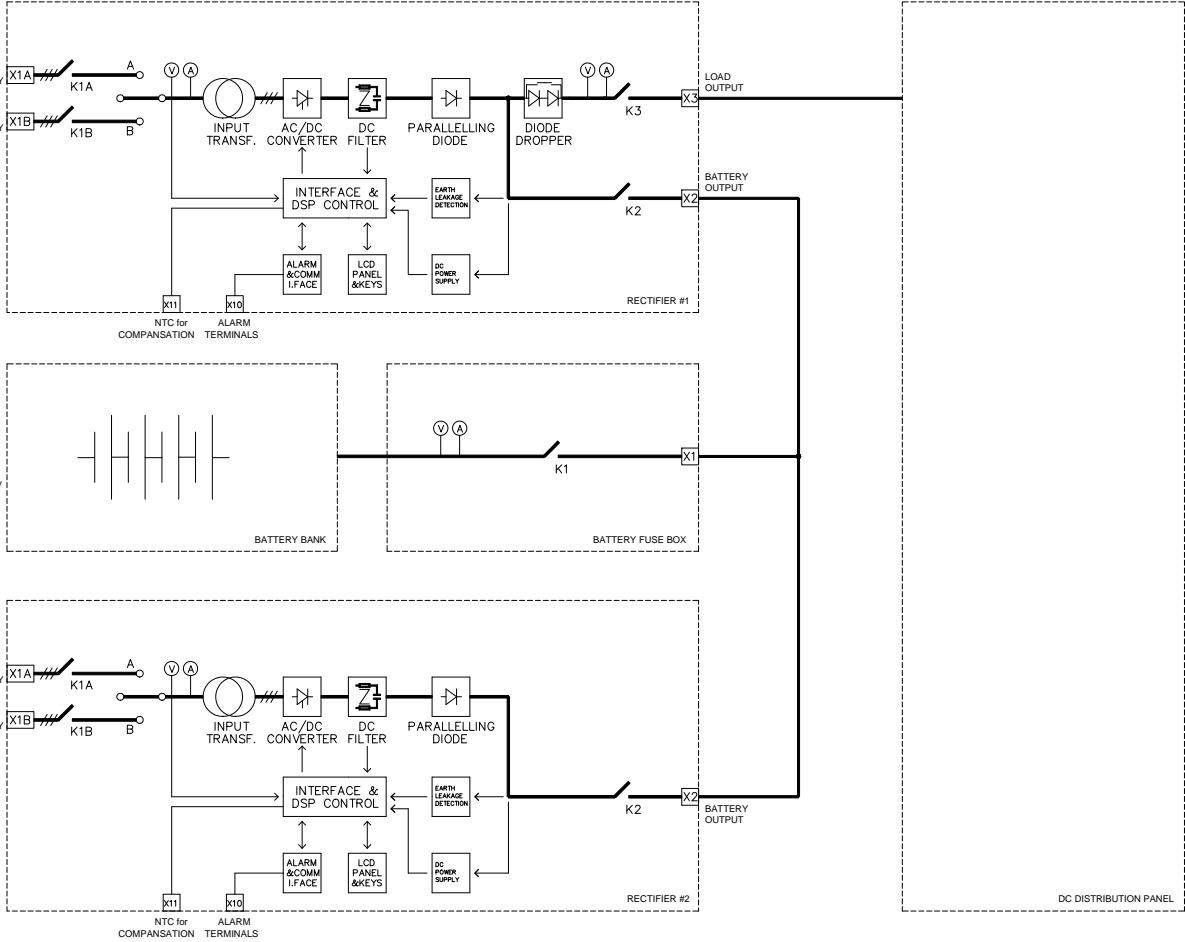 A
V A
V A
X1A
K1A
X1B
K1B
B
INPUT
TRANSF.
AC/DC
CONVERTER
DC
FILTER
PARALLELLING
DIODE
DIODE
DROPPER
K3
X3
LOAD
OUTPUT
INTERFACE &
DSP CONTROL
EARTH
LEAKAGE
DETECTION
K2
X2
BATTERY
OUTPUT
ALARM
&COMM
I.FACE
LCD
PANEL
&KEYS
DC
POWER
SUPPLY
X11
X10
RECTIFIER #1
NTC for
COMPANSATION
ALARM
TERMINALS
V A
K1
X1
BATTERY BANK
BATTERY FUSE BOX
A
V A
X1A
K1A
X1B
K1B
B
INPUT
TRANSF.
AC/DC
CONVERTER
DC
FILTER
PARALLELLING
DIODE
INTERFACE &
DSP CONTROL
EARTH
LEAKAGE
DETECTION
K2
X2
BATTERY
OUTPUT
ALARM
&COMM
I.FACE
LCD
PANEL
&KEYS
DC
POWER
SUPPLY
X11
X10
RECTIFIER #2
NTC for
COMPANSATION
ALARM
TERMINALS
DC DISTRIBUTION PANEL